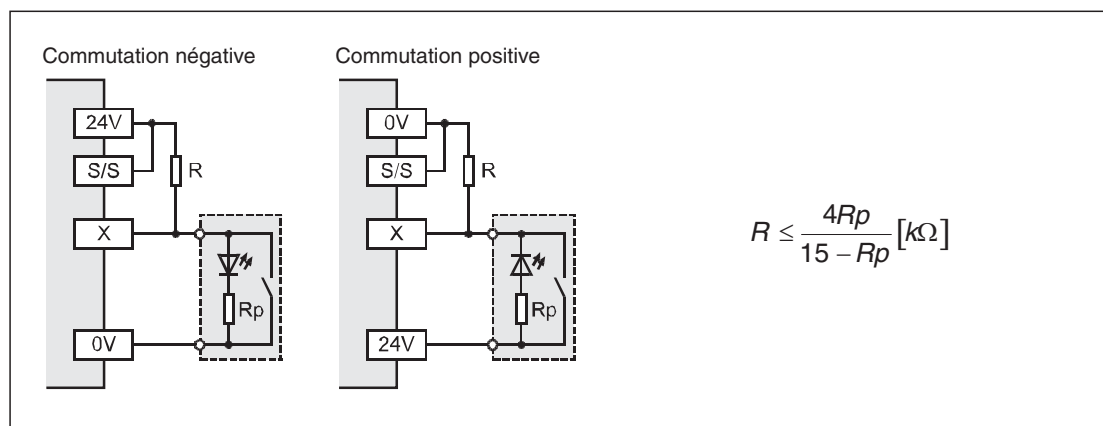 Commutation négative
24V
S/S
R
X
Rp
0V
Commutation positive
0V
S/S
R
X
Rp
24V
R ≤ 4Rp / 15 − Rp [kΩ]